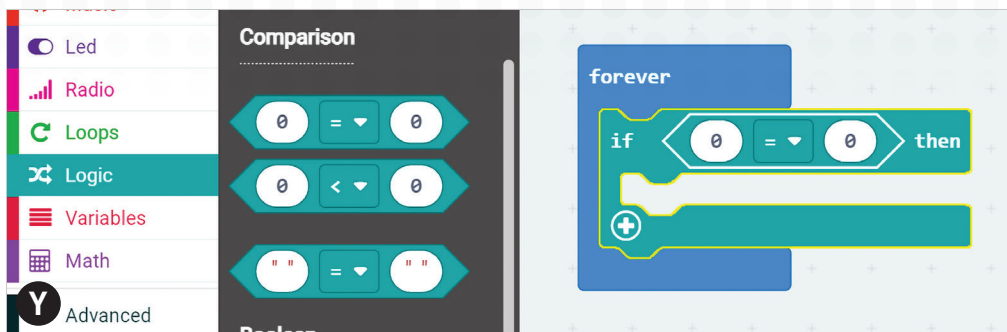 Led
Radio
Loops
Logic
Variables
Math
Advanced
Y
Comparison
0 = 0
0 < 0
" " = " "
forever
if 0 = 0 then